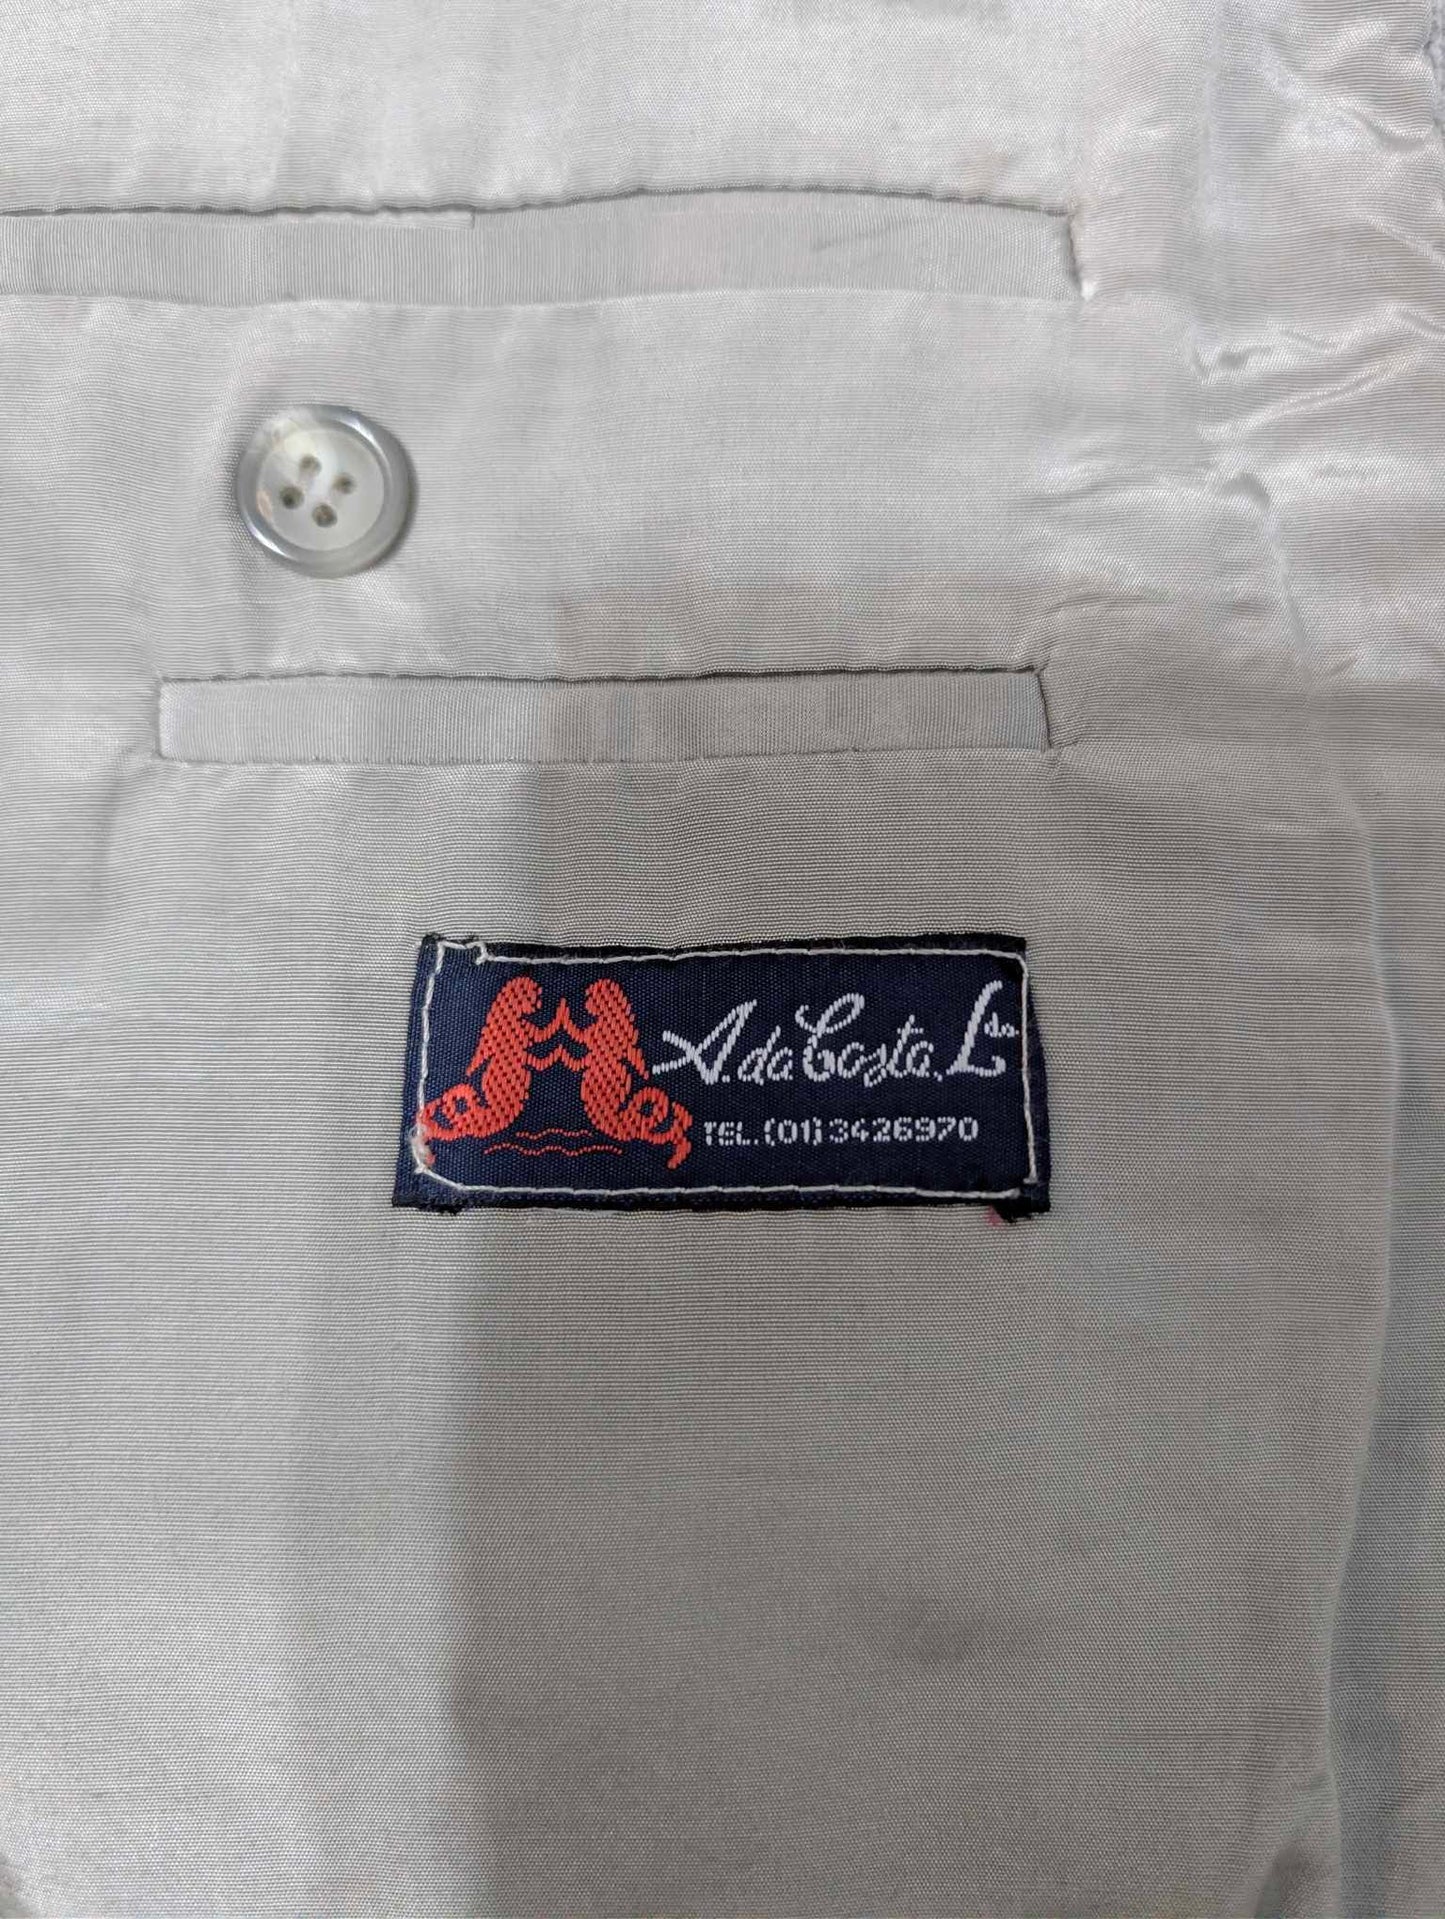 A. da Costa, Lda
TEL. (01) 3426970